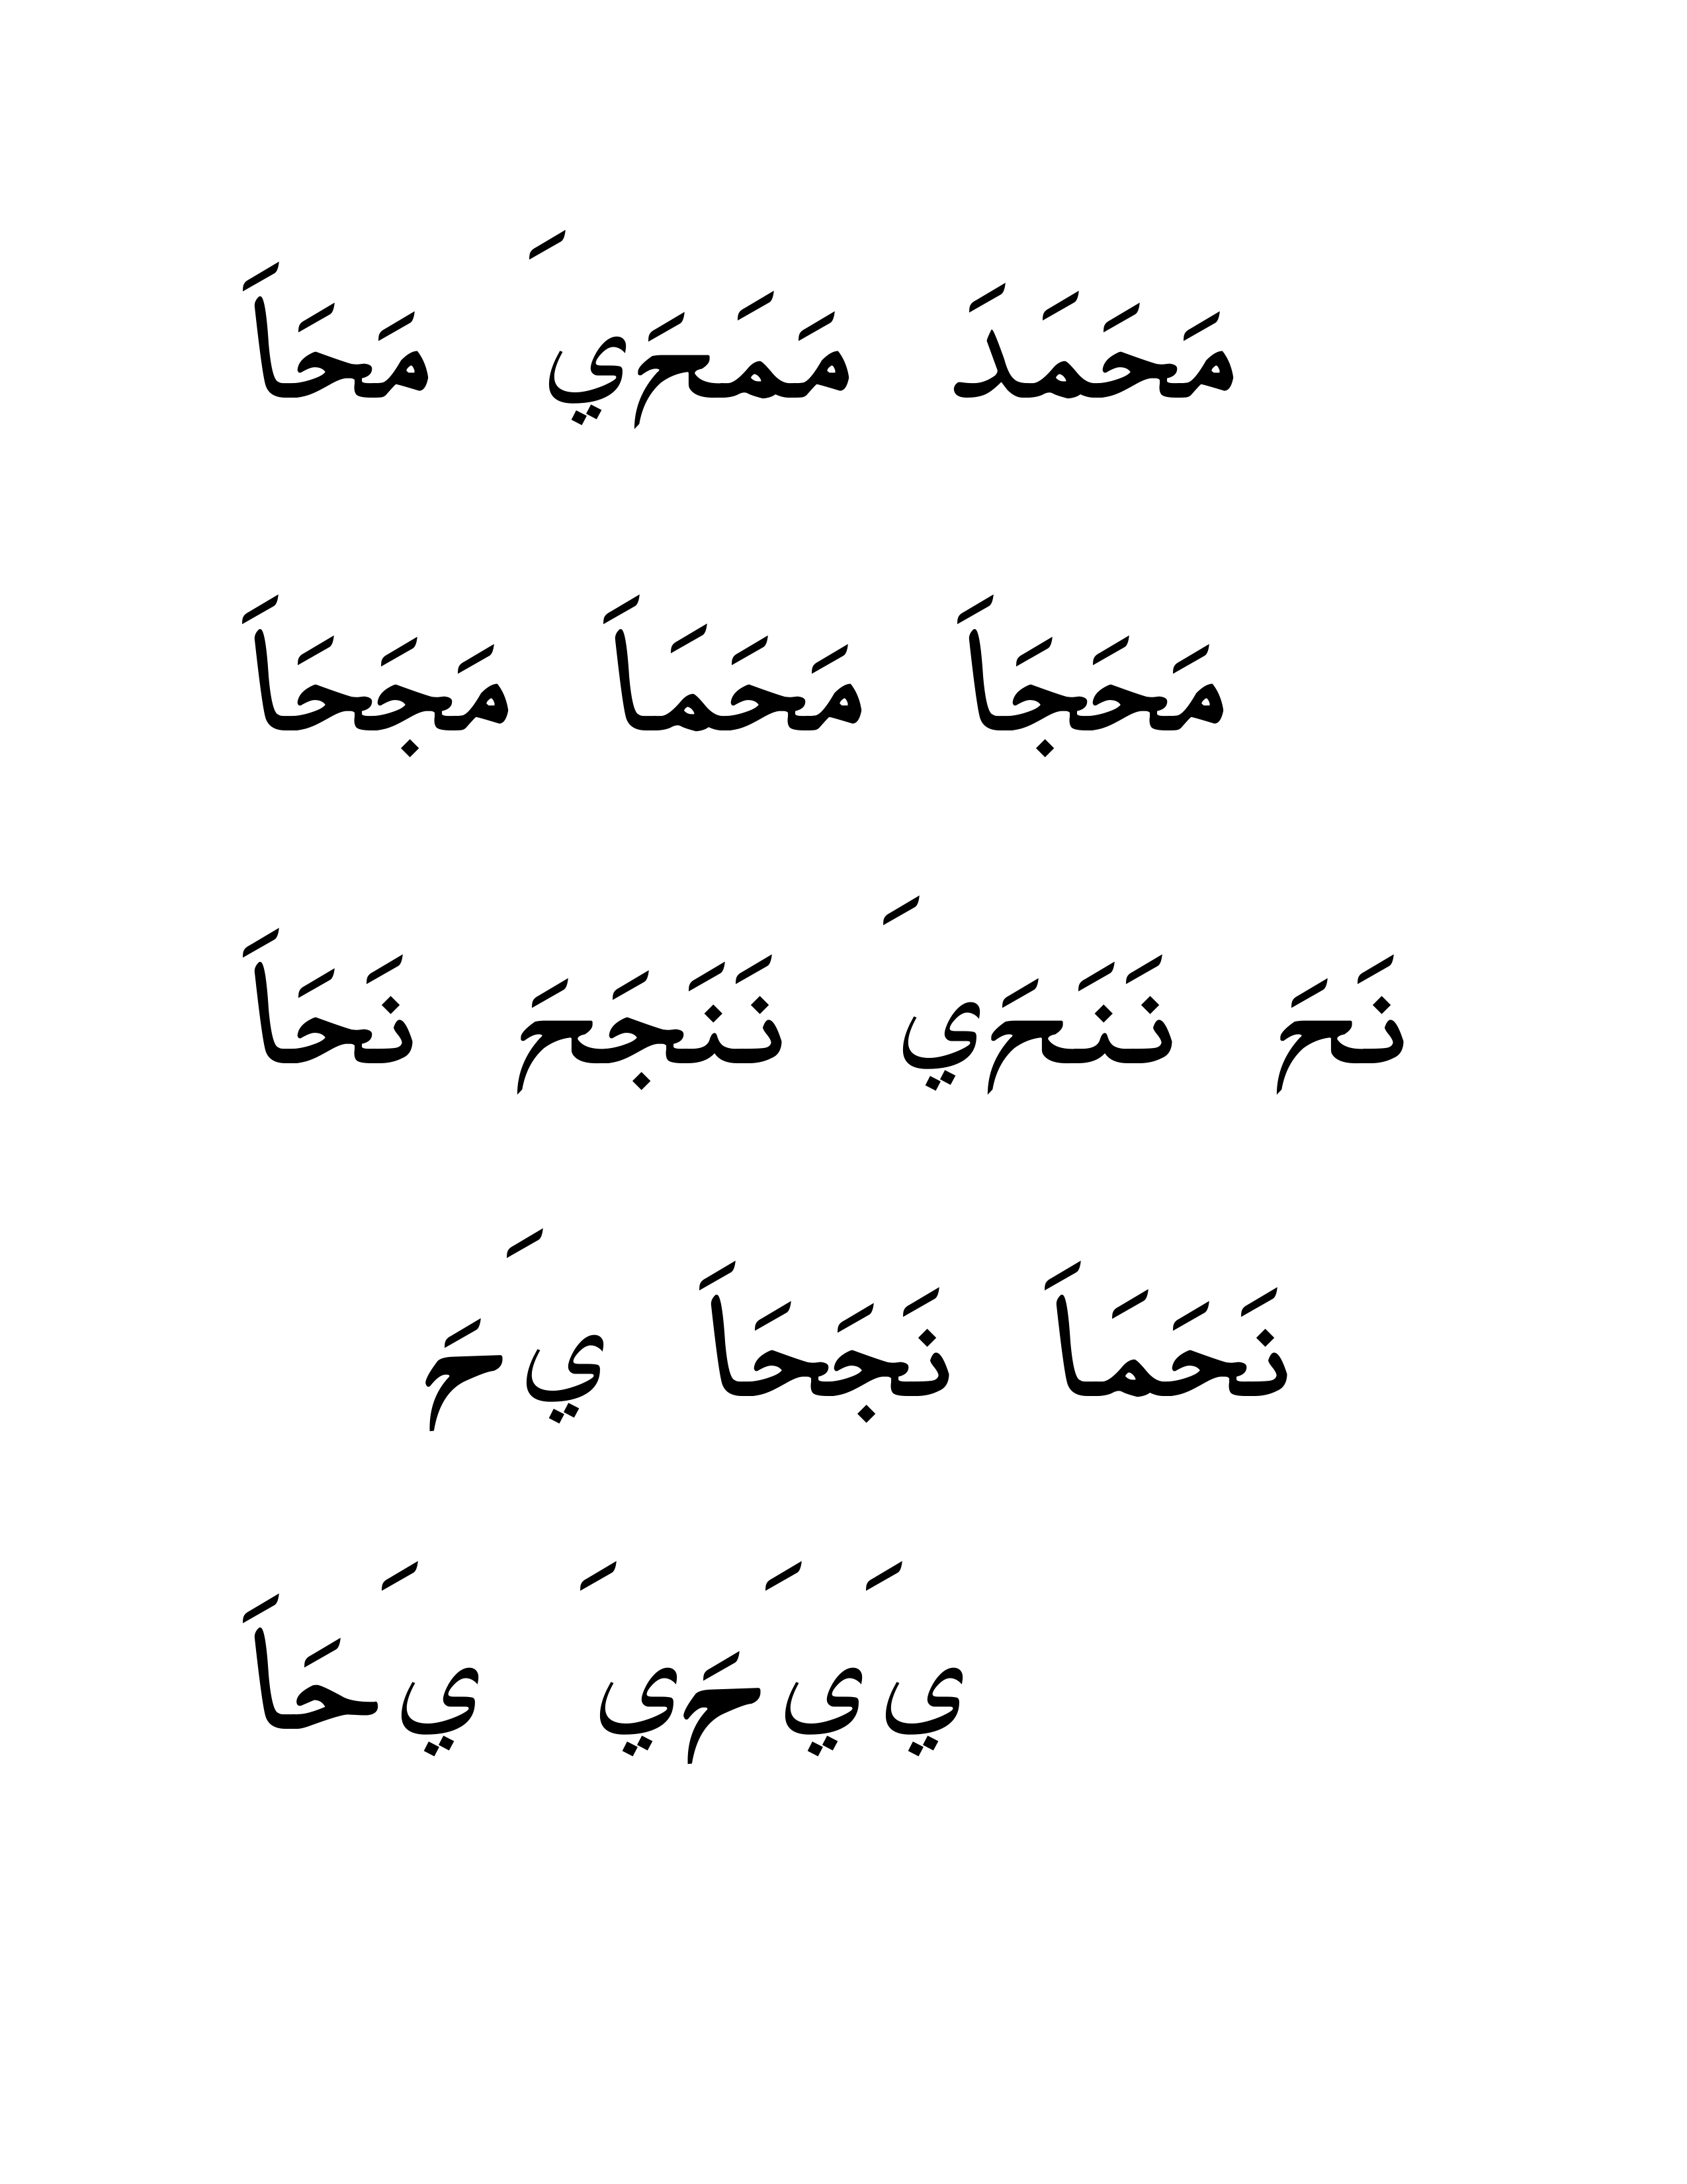 مَحَمَدَ مَمَحَيَ مَحَاَ
مَحَجَاَ مَحَمَاَ مَجَحَاَ
نَحَ نَنَحَيَ نَنَجَحَ نَحَاَ
نَحَمَاَ نَجَحَاَ يَحَ
يَيَحَيَ يَحَاَ